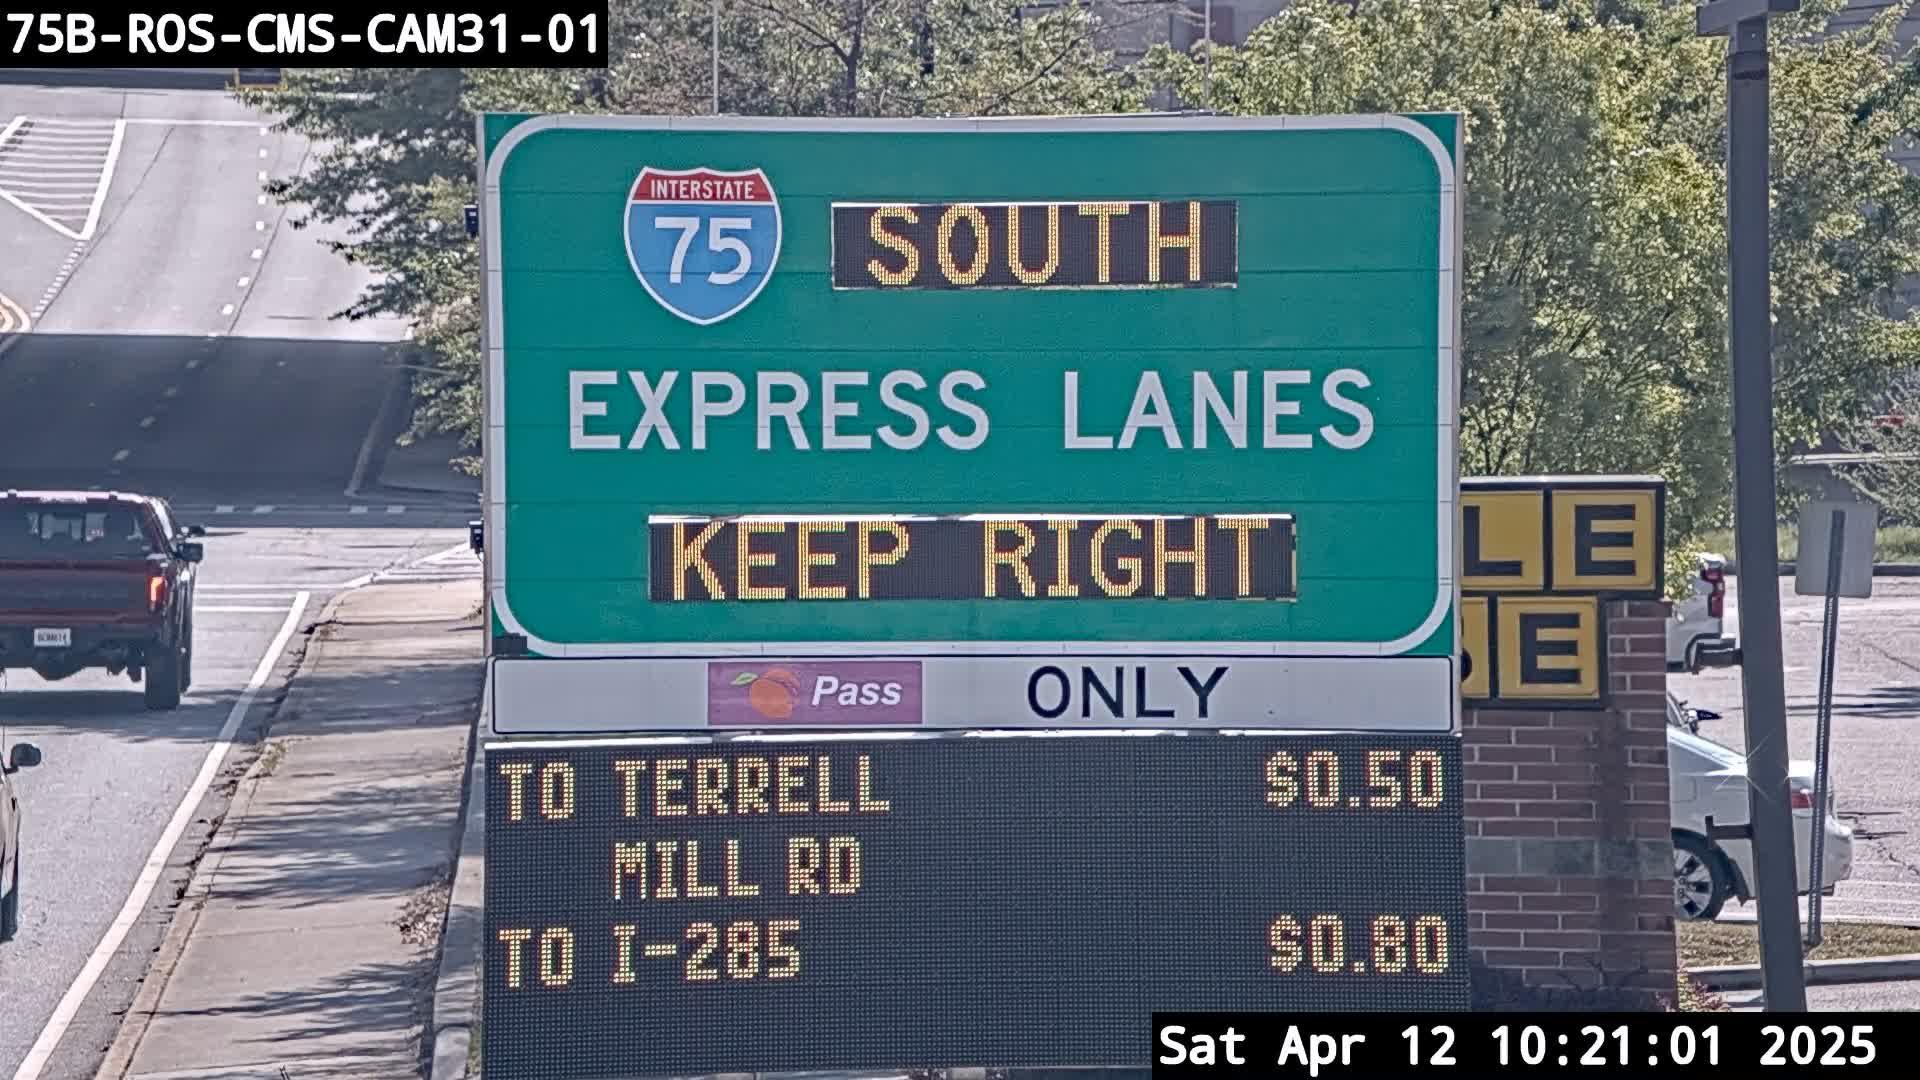 75B-ROS-CMS-CAM31-01
INTERSTATE
75
SOUTH
EXPRESS LANES
KEEP RIGHT
Pass ONLY
TO TERRELL $0.50
MILL RD
TO I-285 $0.80
LE
E
Sat Apr 12 10:21:01 2025